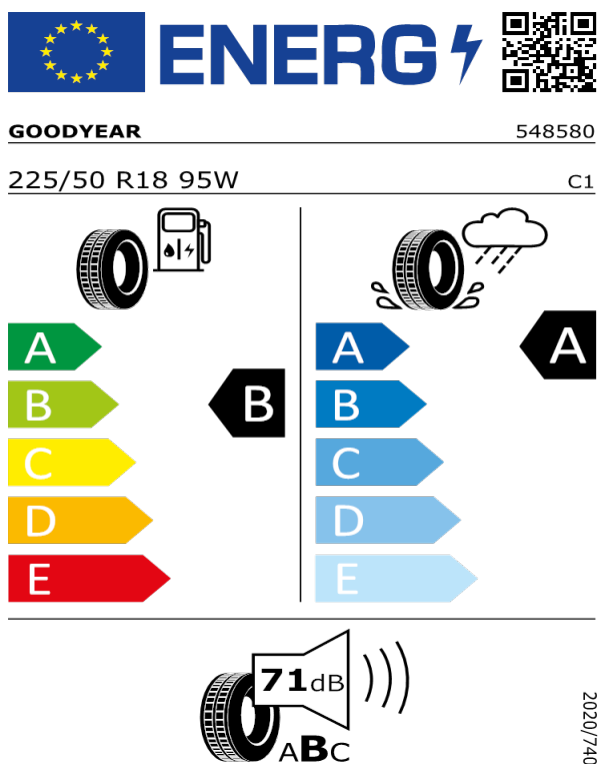 ENERG
GOODYEAR 548580
225/50 R18 95W C1
A
B
C
D
E
B
A
B
C
D
E
A
71dB
ABC
2020/740